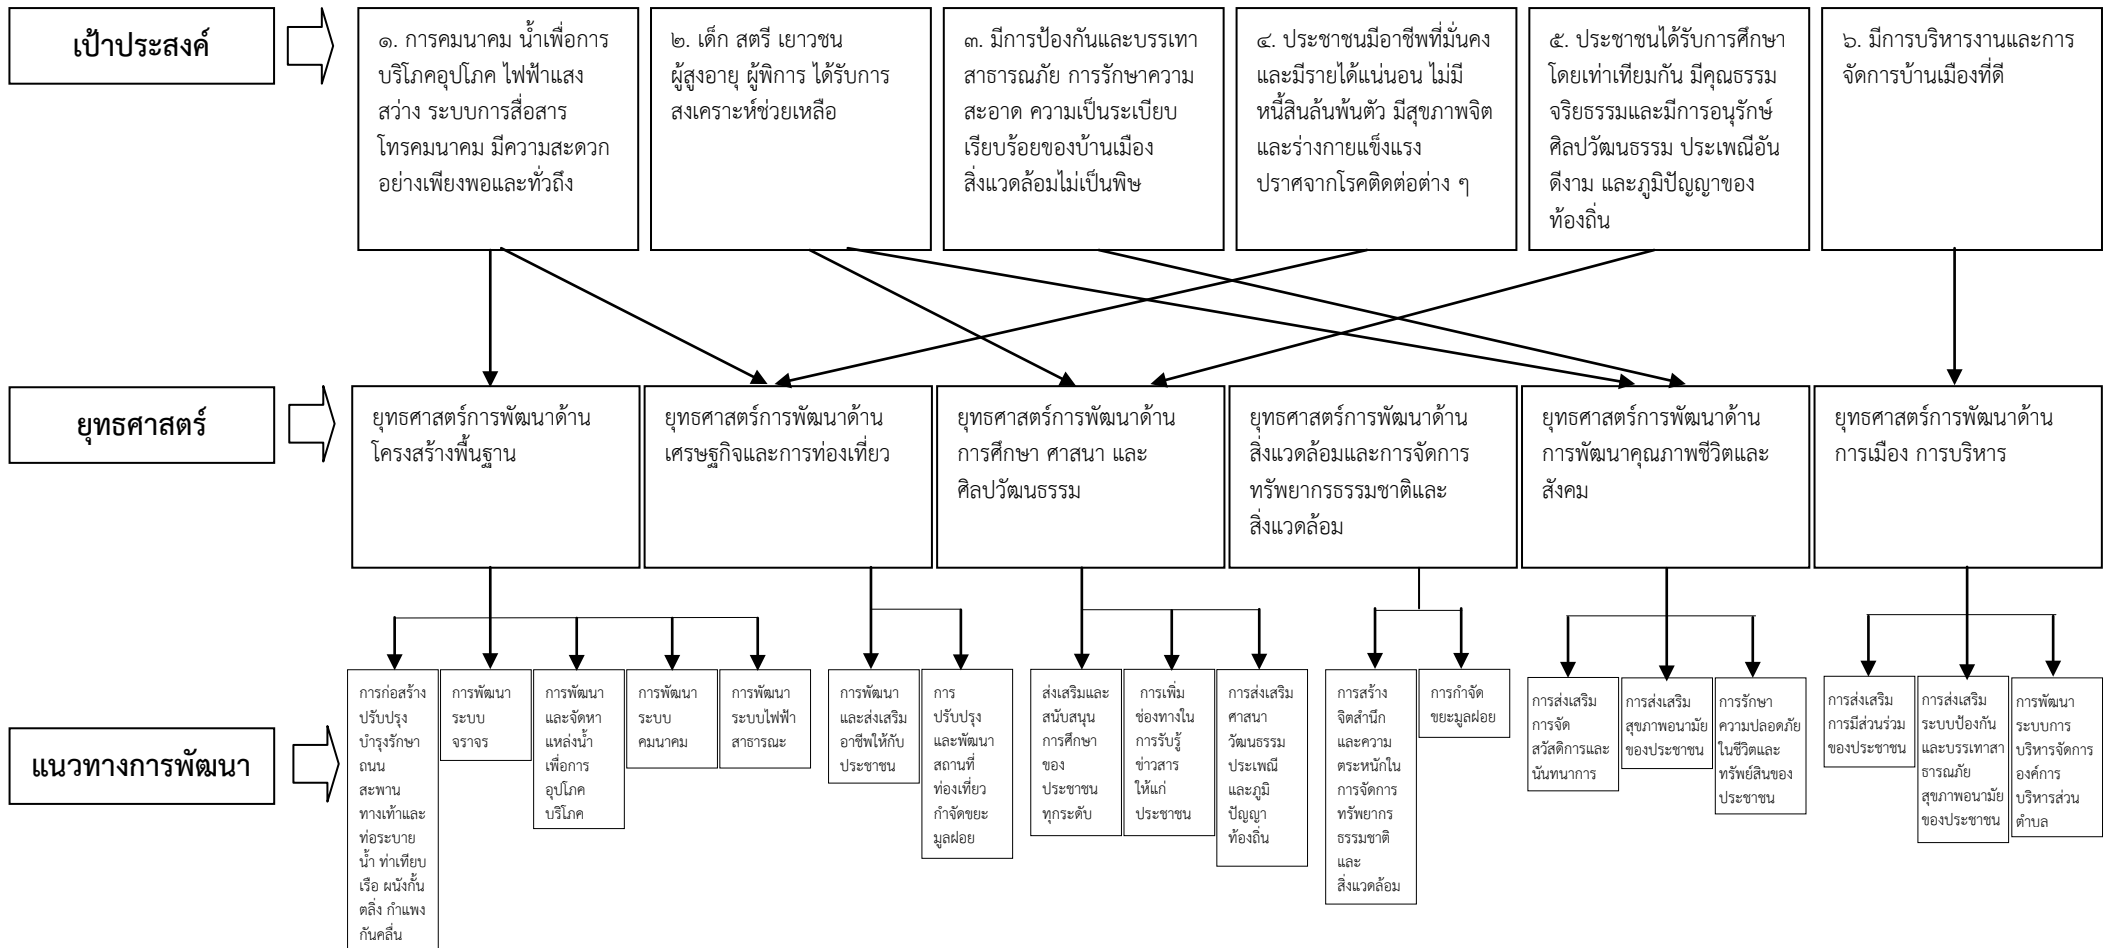 เป้าประสงค์
๑. การคมนาคม น้ำเพื่อการ
บริโภคอุปโภค ไฟฟ้าแสง
สว่าง ระบบการสื่อสาร
โทรคมนาคม มีความสะดวก
อย่างเพียงพอและทั่วถึง
๒. เด็ก สตรี เยาวชน
ผู้สูงอายุ ผู้พิการ ได้รับการ
สงเคราะห์ช่วยเหลือ
๓. มีการป้องกันและบรรเทา
สาธารณภัย การรักษาความ
สะอาด ความเป็นระเบียบ
เรียบร้อยของบ้านเมือง
สิ่งแวดล้อมไม่เป็นพิษ
๔. ประชาชนมีอาชีพที่มั่นคง
และมีรายได้แน่นอน ไม่มี
หนี้สินล้นพ้นตัว มีสุขภาพจิต
และร่างกายแข็งแรง
ปราศจากโรคติดต่อต่าง ๆ
๕. ประชาชนได้รับการศึกษา
โดยเท่าเทียมกัน มีคุณธรรม
จริยธรรมและมีการอนุรักษ์
ศิลปวัฒนธรรม ประเพณีอัน
ดีงาม และภูมิปัญญาของ
ท้องถิ่น
๖. มีการบริหารงานและการ
จัดการบ้านเมืองที่ดี
ยุทธศาสตร์
ยุทธศาสตร์การพัฒนาด้าน
โครงสร้างพื้นฐาน
ยุทธศาสตร์การพัฒนาด้าน
เศรษฐกิจและการท่องเที่ยว
ยุทธศาสตร์การพัฒนาด้าน
การศึกษา ศาสนา และ
ศิลปวัฒนธรรม
ยุทธศาสตร์การพัฒนาด้าน
สิ่งแวดล้อมและการจัดการ
ทรัพยากรธรรมชาติและ
สิ่งแวดล้อม
ยุทธศาสตร์การพัฒนาด้าน
การพัฒนาคุณภาพชีวิตและ
สังคม
ยุทธศาสตร์การพัฒนาด้าน
การเมือง การบริหาร
แนวทางการพัฒนา
การก่อสร้าง
ปรับปรุง
บำรุงรักษา
ถนน
สะพาน
ทางเท้าและ
ท่อระบาย
น้ำ ท่าเทียบ
เรือ ผนังกั้น
ตลิ่ง กำแพง
กันคลื่น
การพัฒนา
ระบบ
จราจร
การพัฒนา
และจัดหา
แหล่งน้ำ
เพื่อการ
อุปโภค
บริโภค
การพัฒนา
ระบบ
คมนาคม
การพัฒนา
ระบบไฟฟ้า
สาธารณะ
การพัฒนา
และส่งเสริม
อาชีพให้กับ
ประชาชน
การ
ปรับปรุง
และพัฒนา
สถานที่
ท่องเที่ยว
กำจัดขยะ
มูลฝอย
ส่งเสริมและ
สนับสนุน
การศึกษา
ของ
ประชาชน
ทุกระดับ
การเพิ่ม
ช่องทางใน
การรับรู้
ข่าวสาร
ให้แก่
ประชาชน
การส่งเสริม
ศาสนา
วัฒนธรรม
ประเพณี
และภูมิ
ปัญญา
ท้องถิ่น
การสร้าง
จิตสำนึก
และความ
ตระหนักใน
การจัดการ
ทรัพยากร
ธรรมชาติ
และ
สิ่งแวดล้อม
การกำจัด
ขยะมูลฝอย
การส่งเสริม
การจัด
สวัสดิการและ
นันทนาการ
การส่งเสริม
สุขภาพอนามัย
ของประชาชน
การรักษา
ความปลอดภัย
ในชีวิตและ
ทรัพย์สินของ
ประชาชน
การส่งเสริม
การมีส่วนร่วม
ของประชาชน
การส่งเสริม
ระบบป้องกัน
และบรรเทาสา
ธารณภัย
สุขภาพอนามัย
ของประชาชน
การพัฒนา
ระบบการ
บริหารจัดการ
องค์การ
บริหารส่วน
ตำบล